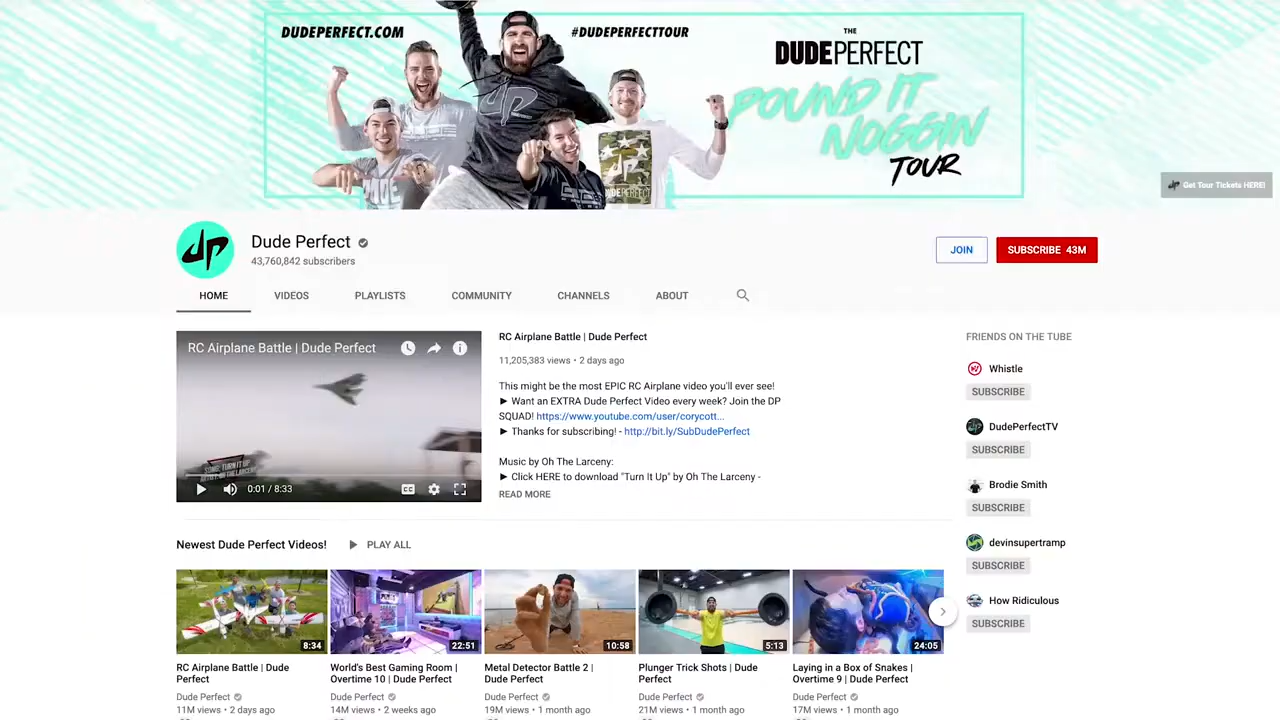 DUDEPERFECT.COM
#DUDEPERFECTTOUR
THE
DUDEPERFECT
POUND IT
NOGGIN
TOUR
Get Tour Tickets HERE!
dp
Dude Perfect
43,760,842 subscribers
JOIN
SUBSCRIBE 43M
HOME
VIDEOS
PLAYLISTS
COMMUNITY
CHANNELS
ABOUT
RC Airplane Battle | Dude Perfect
SONG: TURN IT UP
0:01 / 8:33
CC
RC Airplane Battle | Dude Perfect
11,205,383 views • 2 days ago
This might be the most EPIC RC Airplane video you'll ever see!
► Want an EXTRA Dude Perfect Video every week? Join the DP
SQUAD! https://www.youtube.com/user/corycott...
► Thanks for subscribing! - http://bit.ly/SubDudePerfect
Music by Oh The Larceny:
► Click HERE to download "Turn It Up" by Oh The Larceny -
READ MORE
FRIENDS ON THE TUBE
Whistle
SUBSCRIBE
DudePerfectTV
SUBSCRIBE
Brodie Smith
SUBSCRIBE
devinsupertramp
SUBSCRIBE
How Ridiculous
SUBSCRIBE
Newest Dude Perfect Videos!
PLAY ALL
8:34
22:51
10:58
5:13
24:05
RC Airplane Battle | Dude
Perfect
Dude Perfect
11M views • 2 days ago
World's Best Gaming Room |
Overtime 10 | Dude Perfect
Dude Perfect
14M views • 2 weeks ago
Metal Detector Battle 2 |
Dude Perfect
Dude Perfect
19M views • 1 month ago
Plunger Trick Shots | Dude
Perfect
Dude Perfect
21M views • 1 month ago
Laying in a Box of Snakes |
Overtime 9 | Dude Perfect
Dude Perfect
17M views • 1 month ago